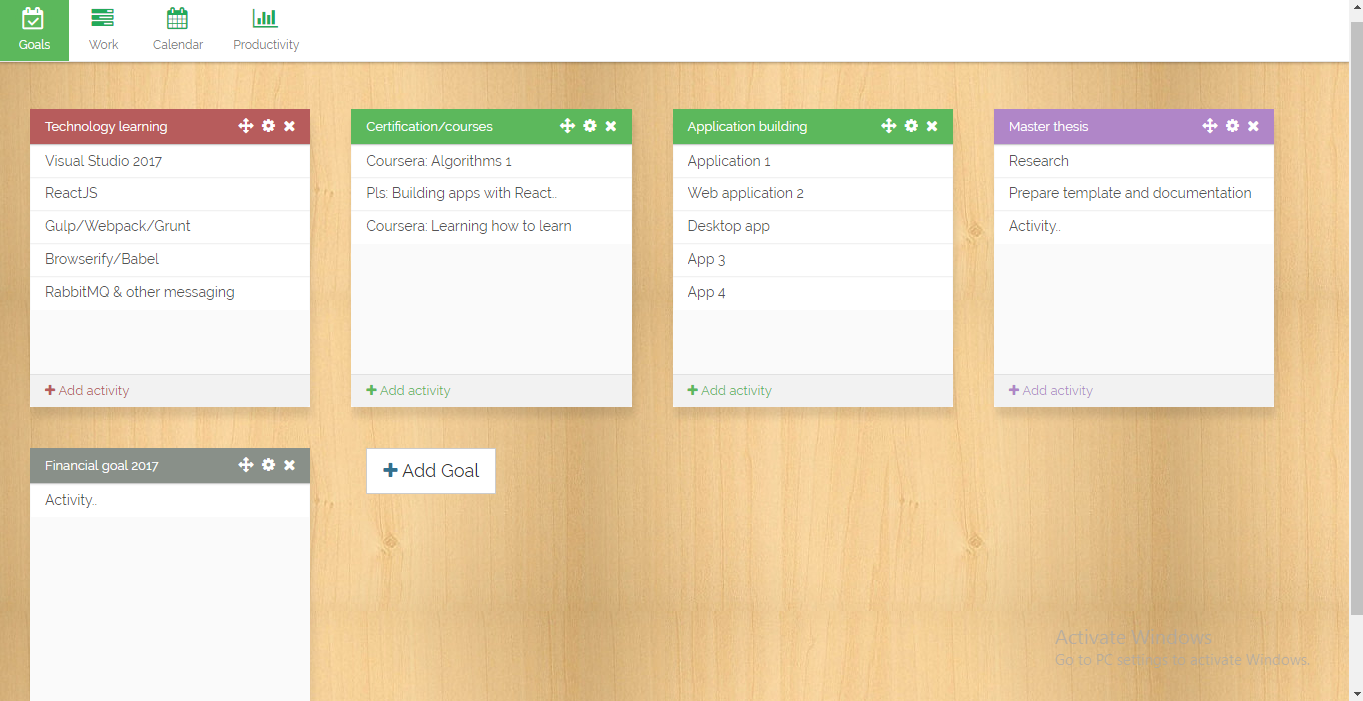 Goals
Work
Calendar
Productivity
Technology learning
Visual Studio 2017
ReactJS
Gulp/Webpack/Grunt
Browserify/Babel
RabbitMQ & other messaging
Add activity
Certification/courses
Coursera: Algorithms 1
Pls: Building apps with React..
Coursera: Learning how to learn
Add activity
Application building
Application 1
Web application 2
Desktop app
App 3
App 4
Add activity
Master thesis
Research
Prepare template and documentation
Activity..
Add activity
Financial goal 2017
Activity..
Add Goal
Activate Windows
Go to PC settings to activate Windows.